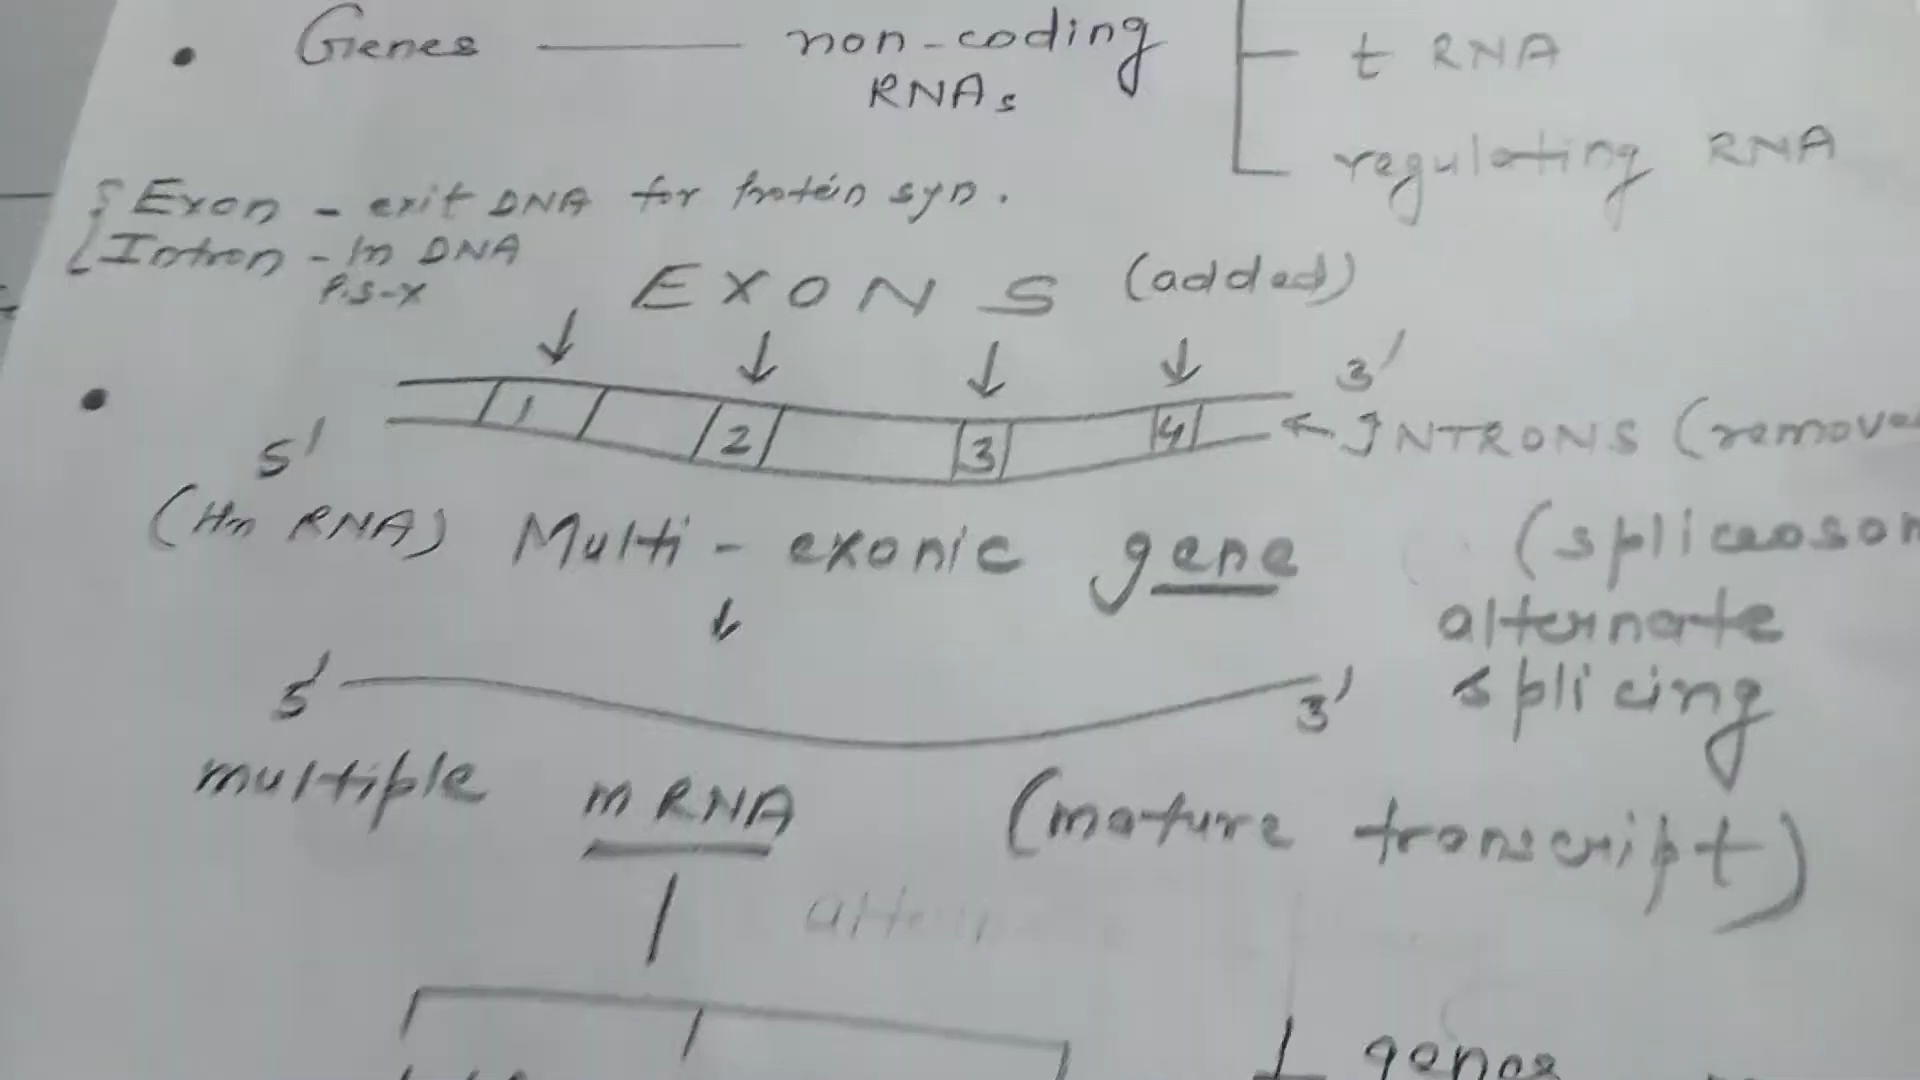 Genes — non-coding RNAs
t RNA
regulating RNA
Exon - exit DNA for protein syn.
Intron - In DNA
P.S-X
EXONS (added)
5' 1 2 3 4 3'
INTRONS (remove
(Hn RNA) Multi-exonic gene
(spliceosom
alternate
splicing
5' 3'
multiple mRNA (mature transcript)
genes